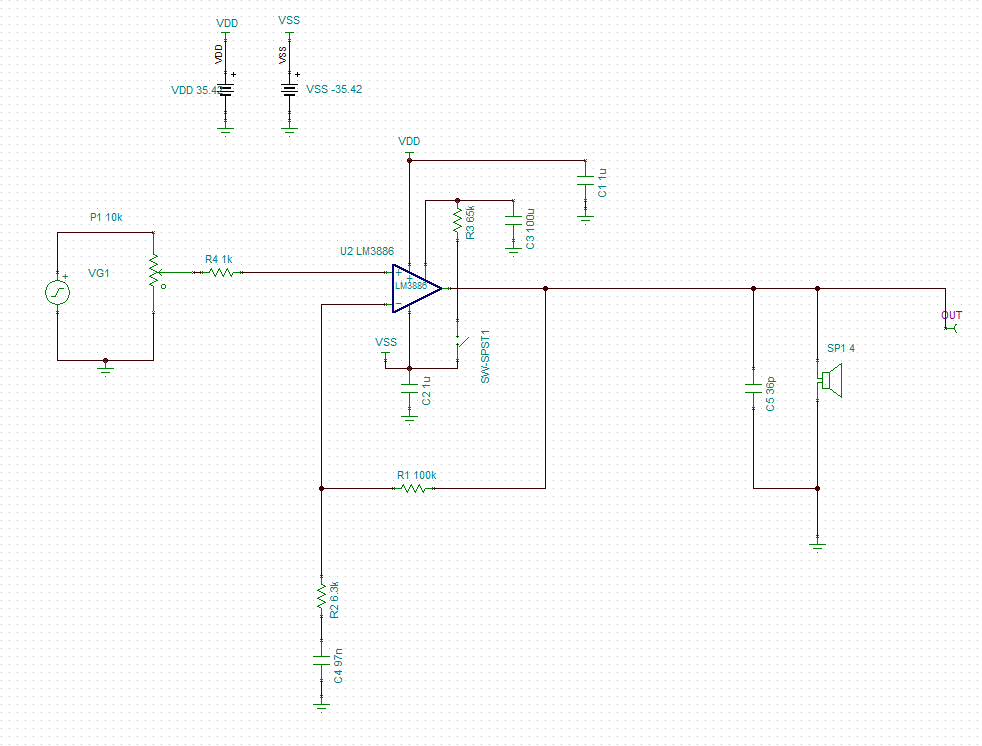 VDD
VSS
VDD
VSS
+
+
VDD 35.42
VSS -35.42
VDD
C1 1u
R3 65k
C3 100u
P1 10k
U2 LM3886
R4 1k
+
VG1
+
+
LM3886
-
OUT
VSS
SW-SPST1
SP1 4
C2 1u
C5 36p
R1 100k
R2 6.3k
C4 97n